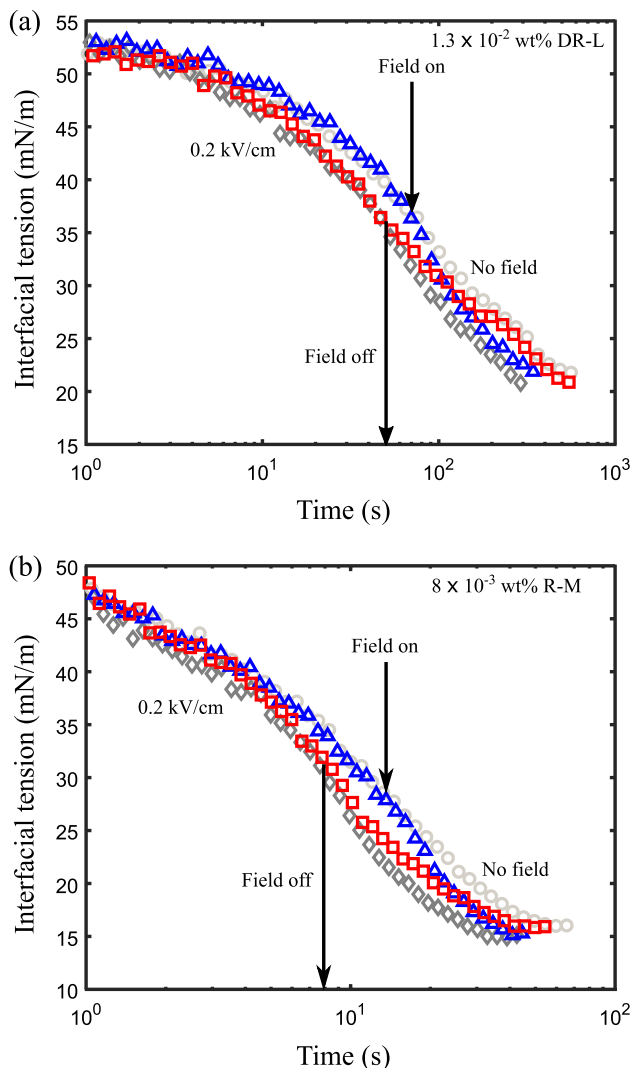 (a)
1.3 x 10⁻² wt% DR-L
Field on
0.2 kV/cm
No field
Field off
Interfacial tension (mN/m)
55
50
45
40
35
30
25
20
15
10⁰ 10¹ 10² 10³
Time (s)
(b)
8 x 10⁻³ wt% R-M
Field on
0.2 kV/cm
No field
Field off
Interfacial tension (mN/m)
50
45
40
35
30
25
20
15
10
10⁰ 10¹ 10²
Time (s)